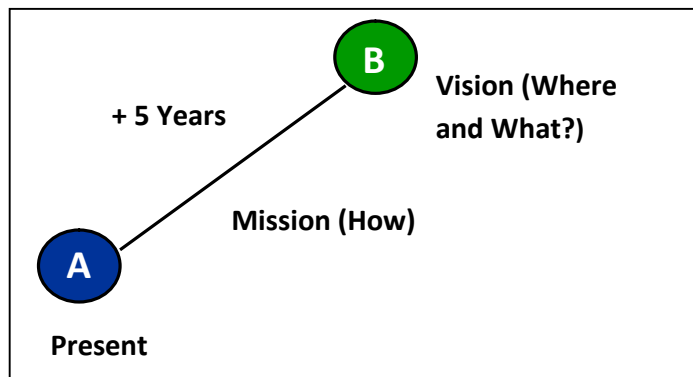 B
Vision (Where
and What?)
+ 5 Years
Mission (How)
A
Present